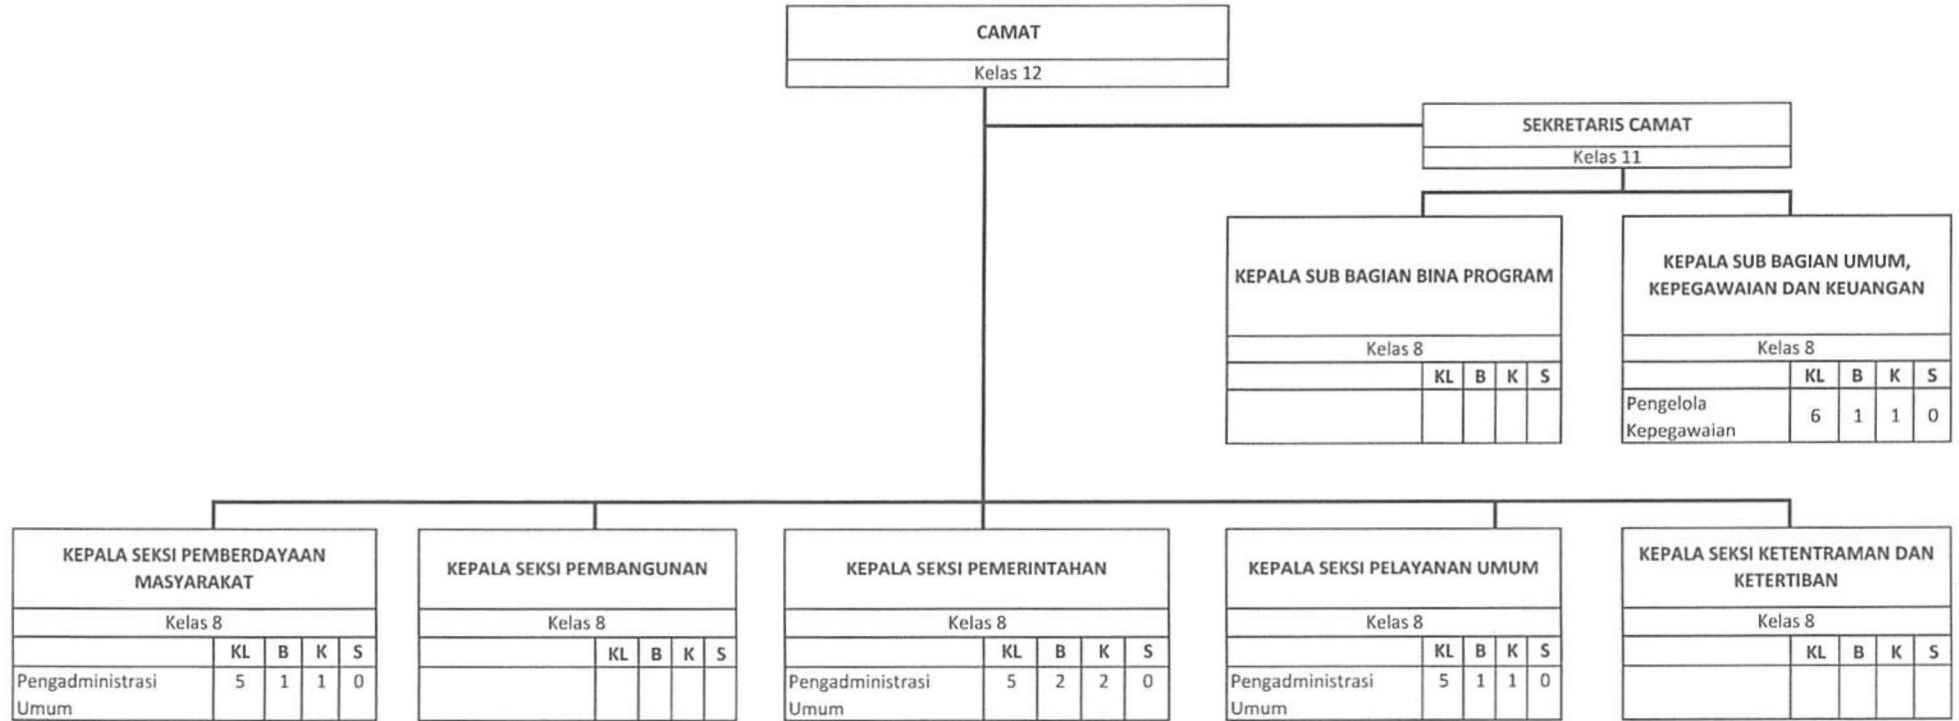 CAMAT
Kelas 12
SEKRETARIS CAMAT
Kelas 11
KEPALA SUB BAGIAN BINA PROGRAM
Kelas 8
KL B K S
KEPALA SUB BAGIAN UMUM,
KEPEGAWAIAN DAN KEUANGAN
Kelas 8
KL B K S
Pengelola
Kepegawaian 6 1 1 0
KEPALA SEKSI PEMBERDAYAAN
MASYARAKAT
Kelas 8
KL B K S
Pengadministrasi 5 1 1 0
Umum
KEPALA SEKSI PEMBANGUNAN
Kelas 8
KL B K S
KEPALA SEKSI PEMERINTAHAN
Kelas 8
KL B K S
Pengadministrasi 5 2 2 0
Umum
KEPALA SEKSI PELAYANAN UMUM
Kelas 8
KL B K S
Pengadministrasi 5 1 1 0
Umum
KEPALA SEKSI KETENTRAMAN DAN
KETERTIBAN
Kelas 8
KL B K S